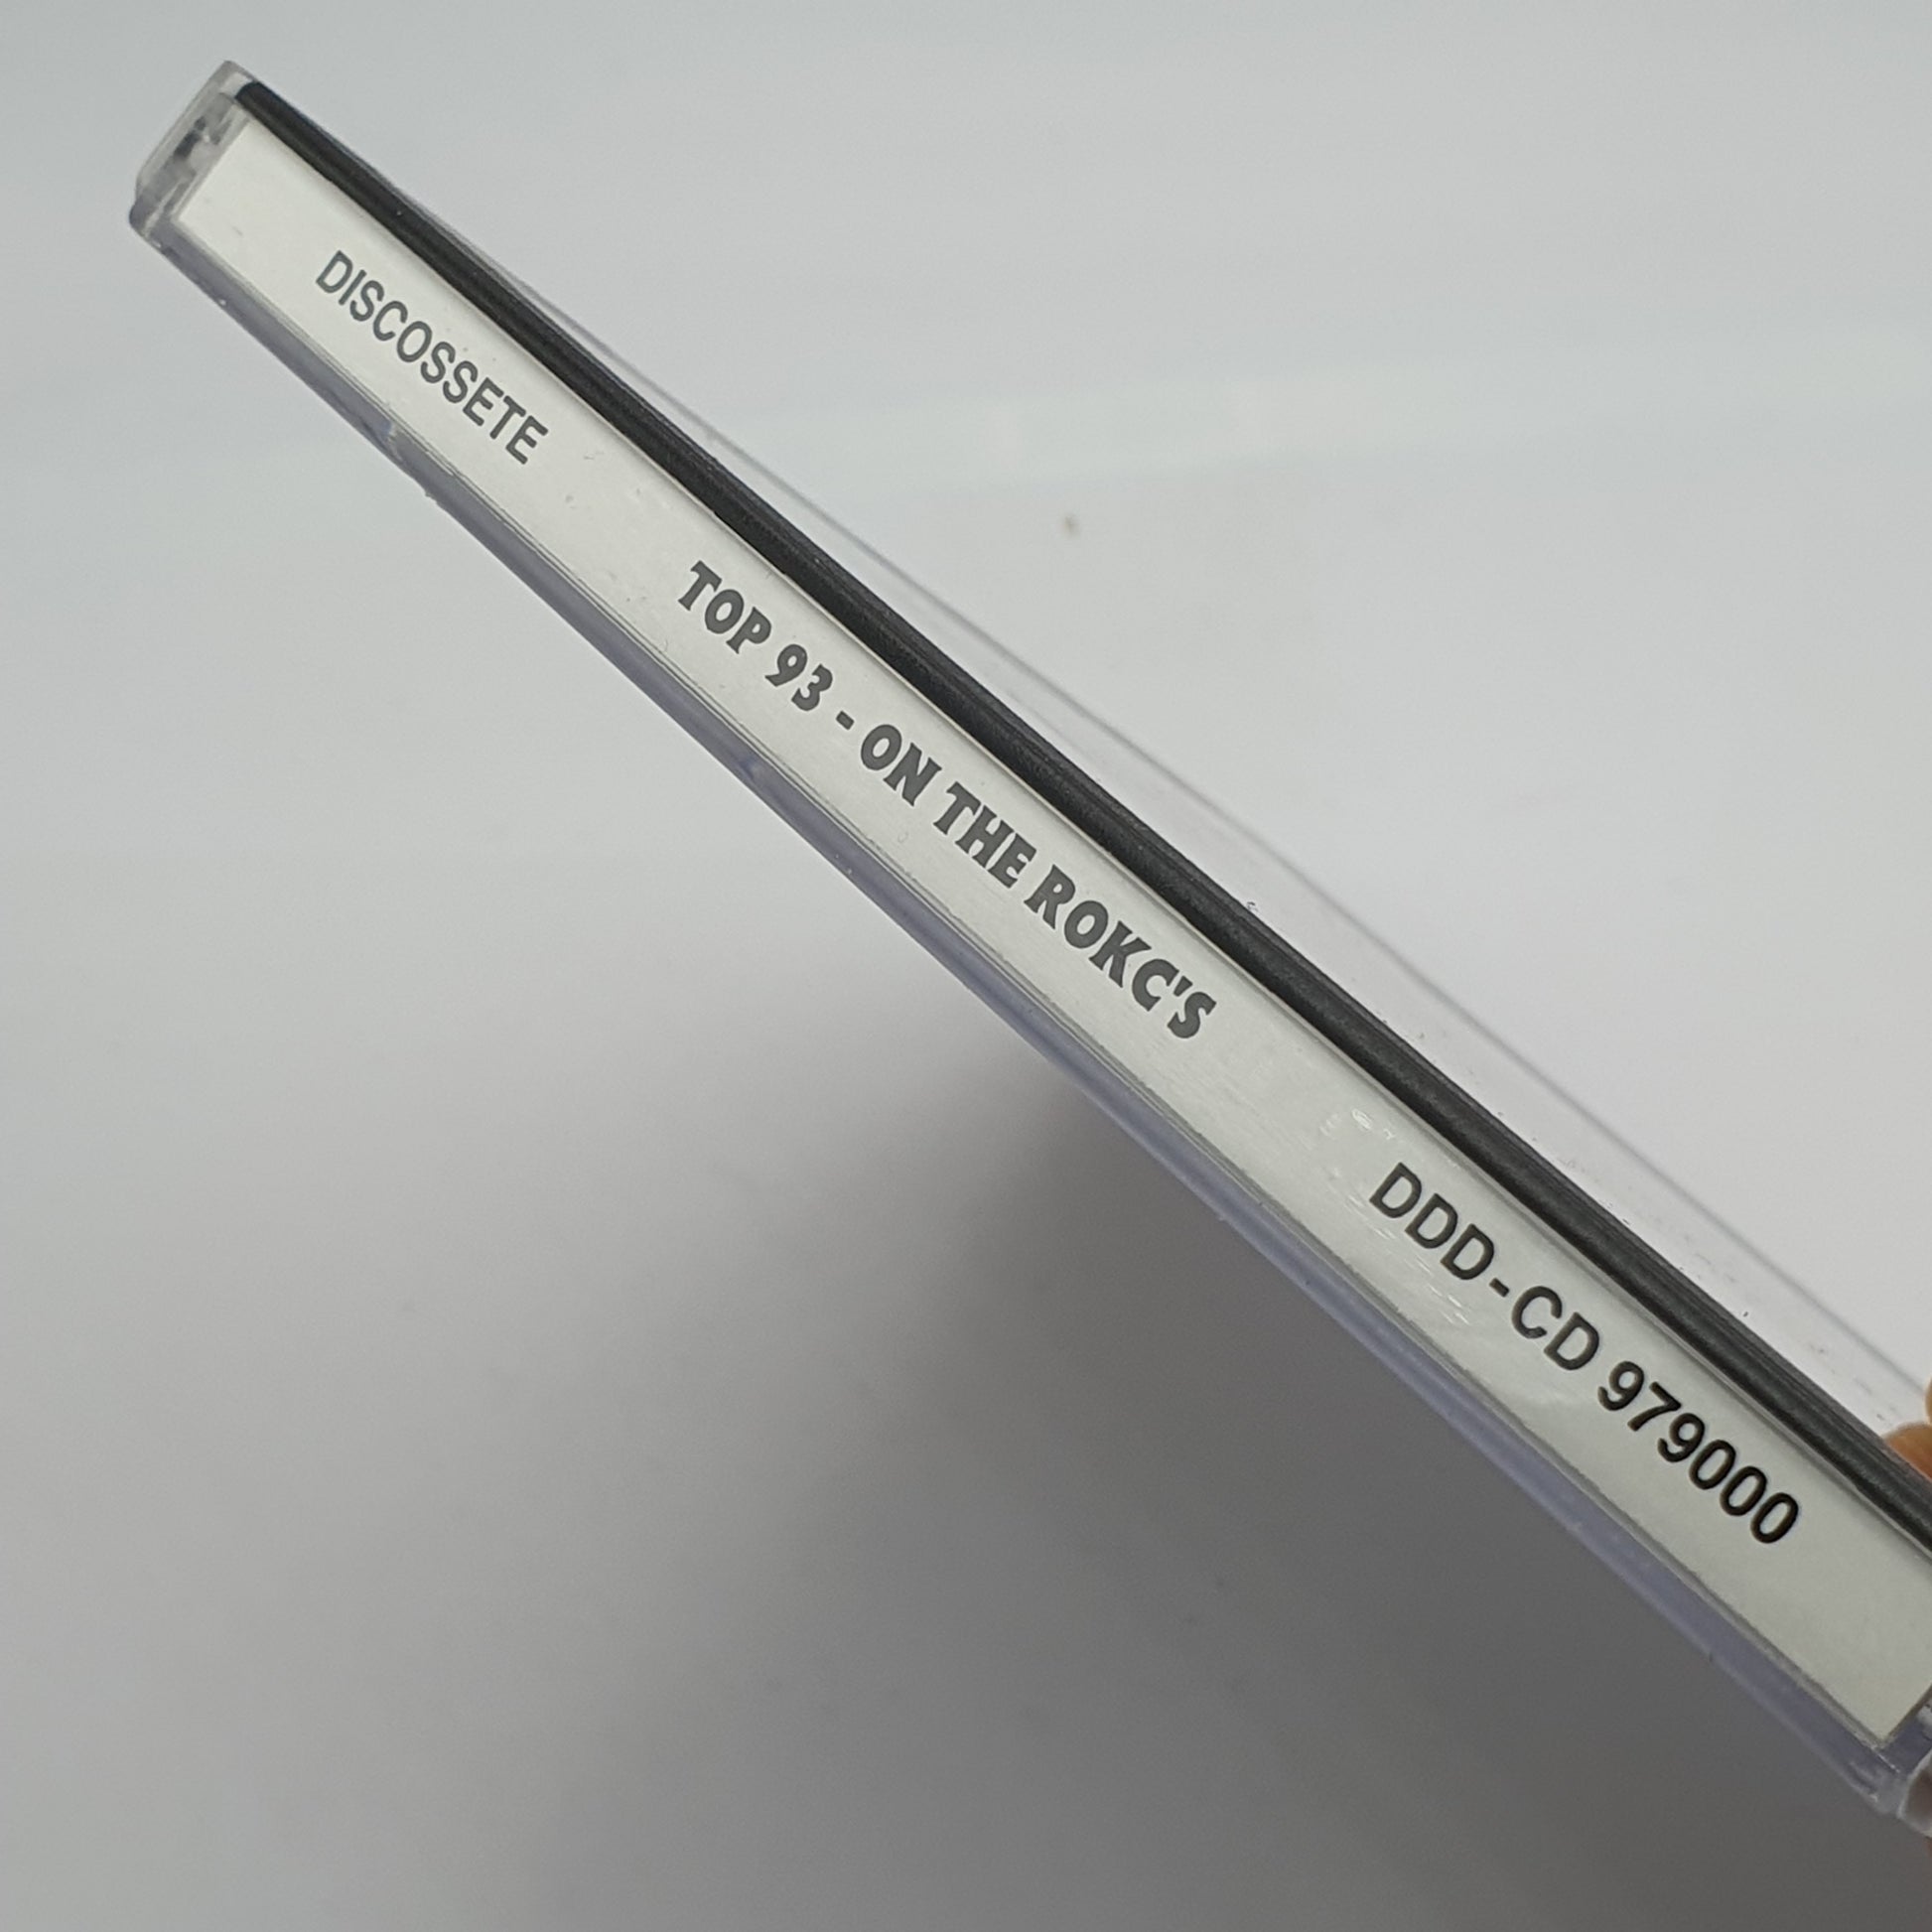 DISCOSSETE TOP 93 - ON THE ROKC'S DDD-CD 979000